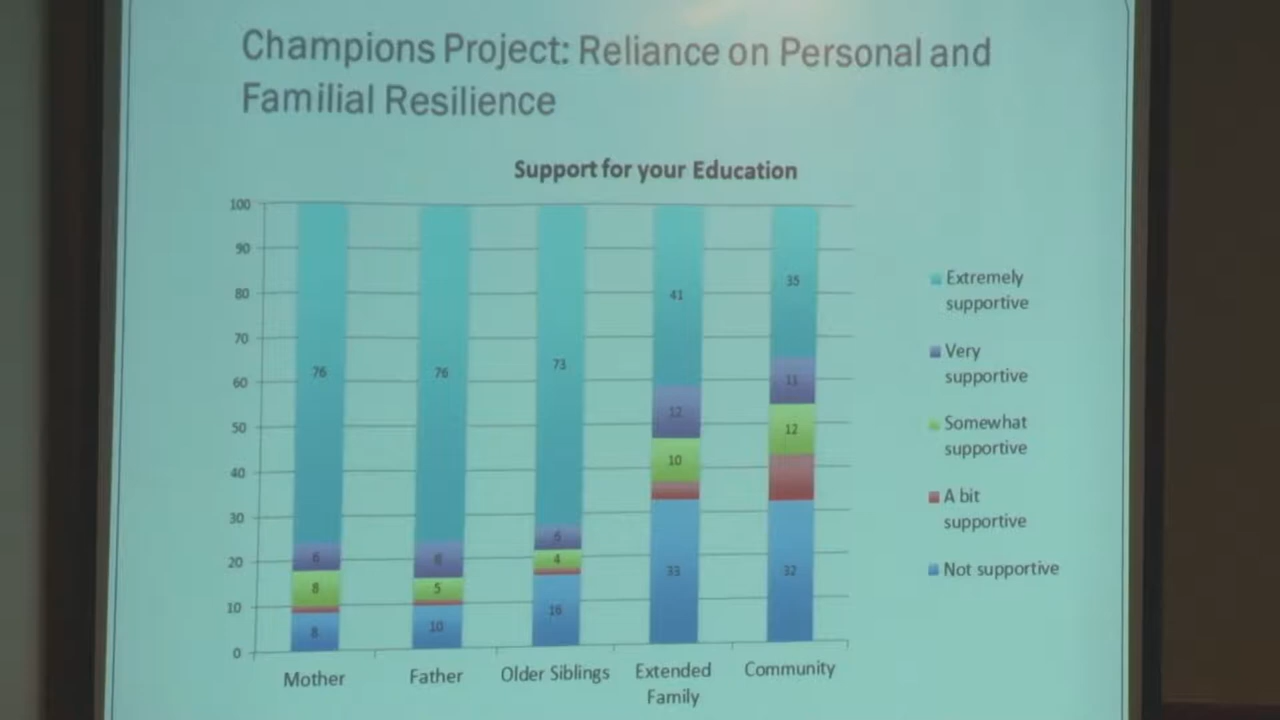 Champions Project: Reliance on Personal and
Familial Resilience
Support for your Education
100
90
80
70
60
50
40
30
20
10
0
76
6
8
8
76
5
10
73
6
4
16
41
12
10
33
35
11
12
32
Mother
Father
Older Siblings
Extended
Family
Community
Extremely
supportive
Very
supportive
Somewhat
supportive
A bit
supportive
Not supportive